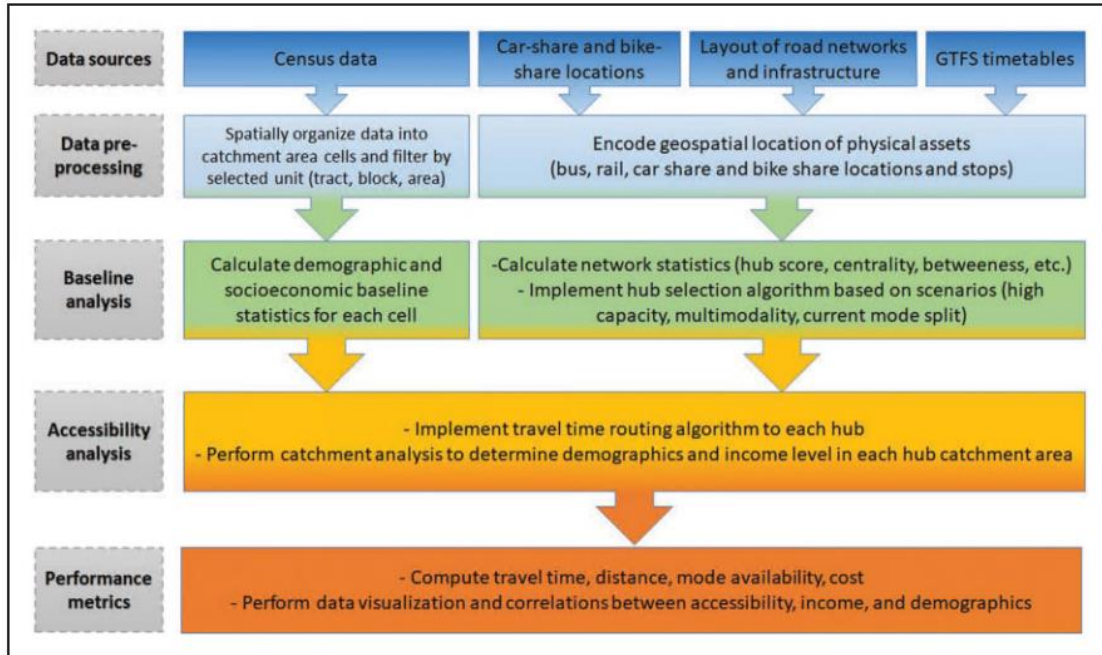 Data sources
Census data
Car-share and bike-
share locations
Layout of road networks
and infrastructure
GTFS timetables
Data pre-
processing
Spatially organize data into
catchment area cells and filter by
selected unit (tract, block, area)
Encode geospatial location of physical assets
(bus, rail, car share and bike share locations and stops)
Baseline
analysis
Calculate demographic and
socioeconomic baseline
statistics for each cell
-Calculate network statistics (hub score, centrality, betweeness, etc.)
- Implement hub selection algorithm based on scenarios (high
capacity, multimodality, current mode split)
Accessibility
analysis
- Implement travel time routing algorithm to each hub
- Perform catchment analysis to determine demographics and income level in each hub catchment area
Performance
metrics
- Compute travel time, distance, mode availability, cost
- Perform data visualization and correlations between accessibility, income, and demographics